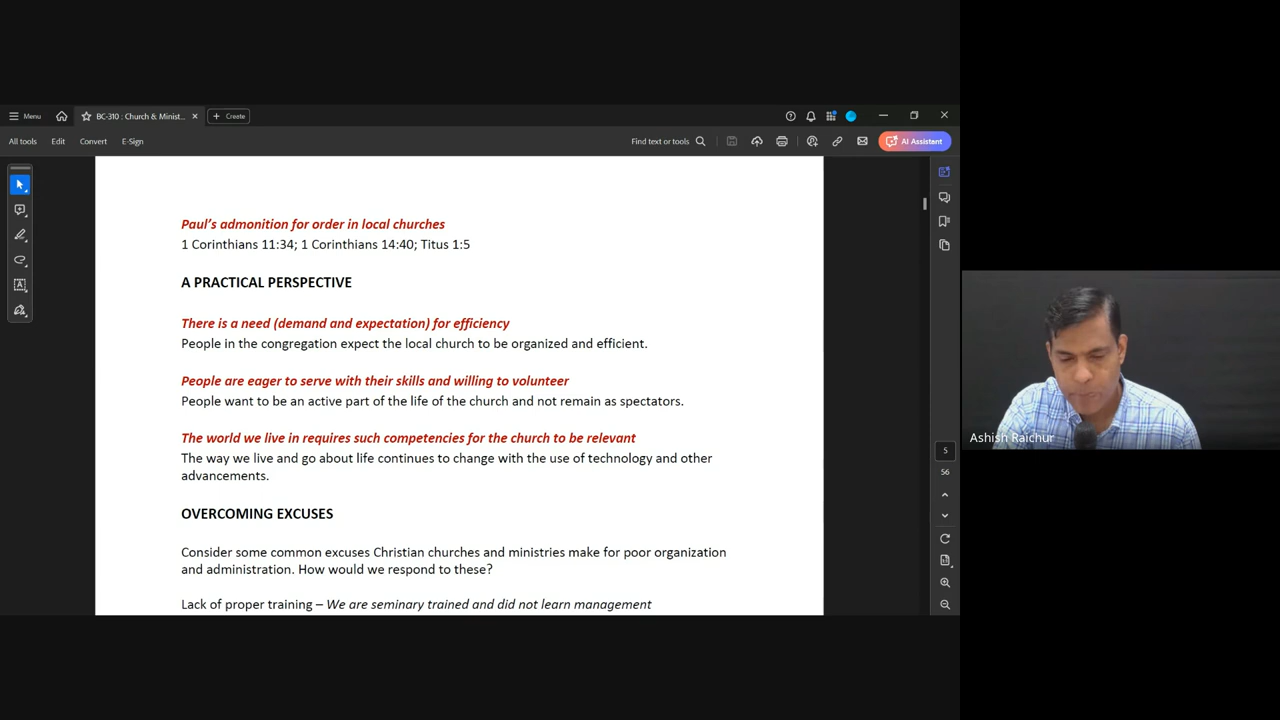 Menu
BC-310 : Church & Minist...
Create
All tools
Edit
Convert
E-Sign
Find text or tools
AI Assistant
Paul's admonition for order in local churches
1 Corinthians 11:34; 1 Corinthians 14:40; Titus 1:5
A PRACTICAL PERSPECTIVE
There is a need (demand and expectation) for efficiency
People in the congregation expect the local church to be organized and efficient.
People are eager to serve with their skills and willing to volunteer
People want to be an active part of the life of the church and not remain as spectators.
The world we live in requires such competencies for the church to be relevant
The way we live and go about life continues to change with the use of technology and other
advancements.
OVERCOMING EXCUSES
Consider some common excuses Christian churches and ministries make for poor organization
and administration. How would we respond to these?
Lack of proper training – We are seminary trained and did not learn management
5
56
Ashish Raichur